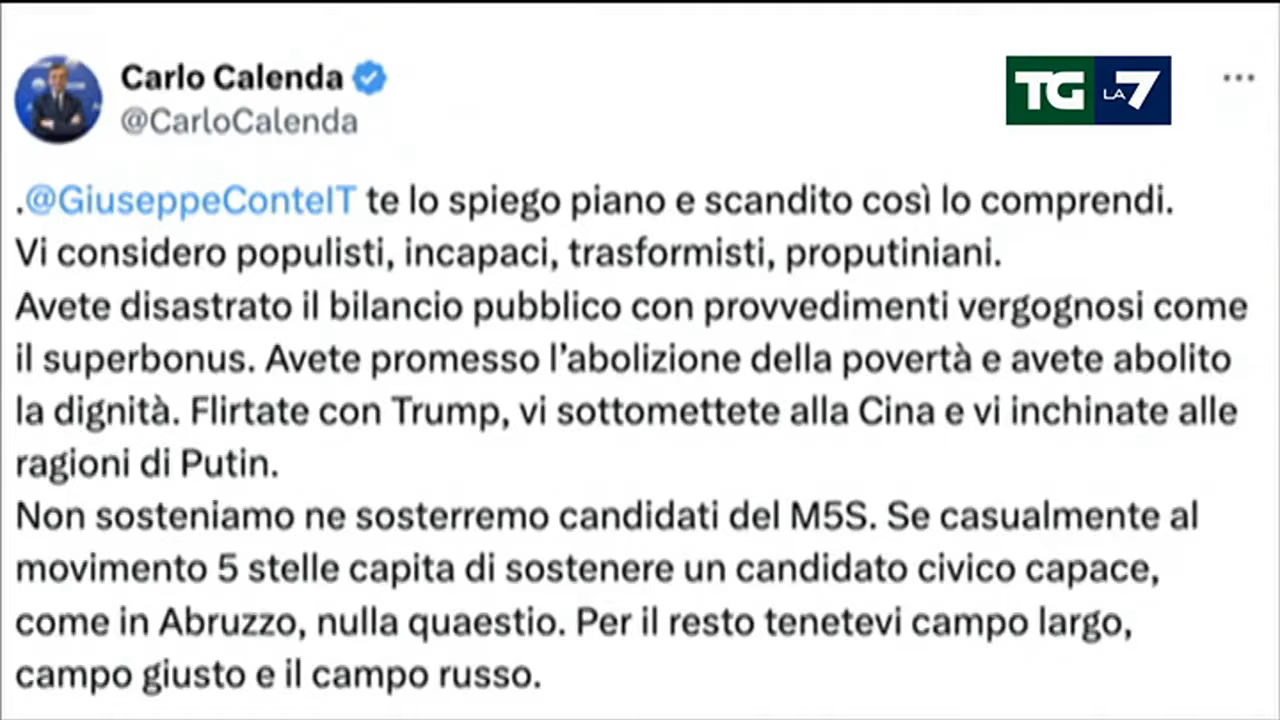 Carlo Calenda
@CarloCalenda
TG LA 7
.@GiuseppeConteIT te lo spiego piano e scandito così lo comprendi.
Vi considero populisti, incapaci, trasformisti, proputiniani.
Avete disastrato il bilancio pubblico con provvedimenti vergognosi come
il superbonus. Avete promesso l’abolizione della povertà e avete abolito
la dignità. Flirtate con Trump, vi sottomettete alla Cina e vi inchinate alle
ragioni di Putin.
Non sosteniamo ne sosterremo candidati del M5S. Se casualmente al
movimento 5 stelle capita di sostenere un candidato civico capace,
come in Abruzzo, nulla quaestio. Per il resto tenetevi campo largo,
campo giusto e il campo russo.